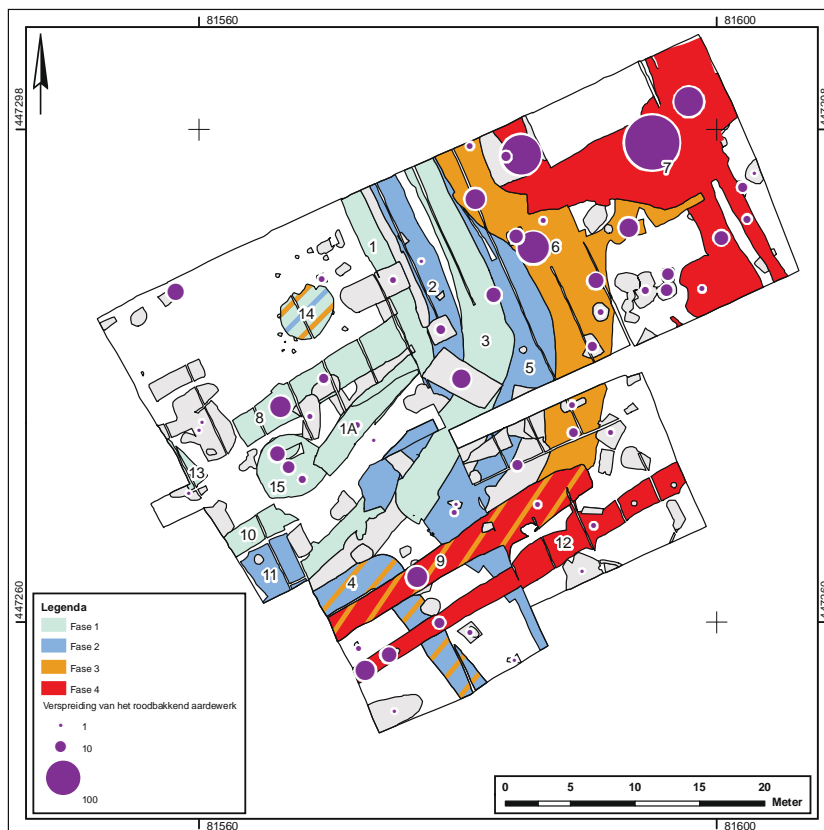 81560
81600
447298
447298
1
2
3
5
6
7
14
8
1A
15
13
10
11
4
9
12
447260
447260
Legenda
Fase 1
Fase 2
Fase 3
Fase 4
Verspreiding van het roodbakkend aardewerk
1
10
100
0 5 10 15 20
Meter
81560
81600